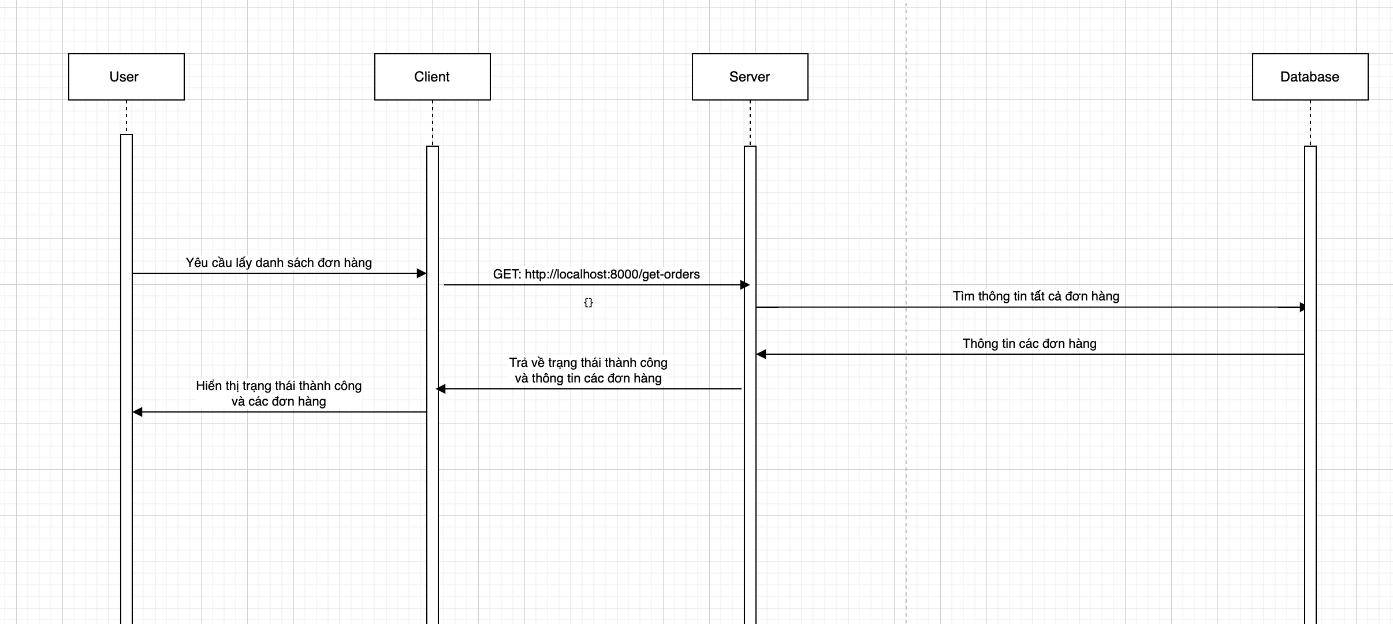 User
Client
Server
Database
Yêu cầu lấy danh sách đơn hàng
GET: http://localhost:8000/get-orders
{}
Tìm thông tin tất cả đơn hàng
Thông tin các đơn hàng
Trả về trạng thái thành công
và thông tin các đơn hàng
Hiển thị trạng thái thành công
và các đơn hàng